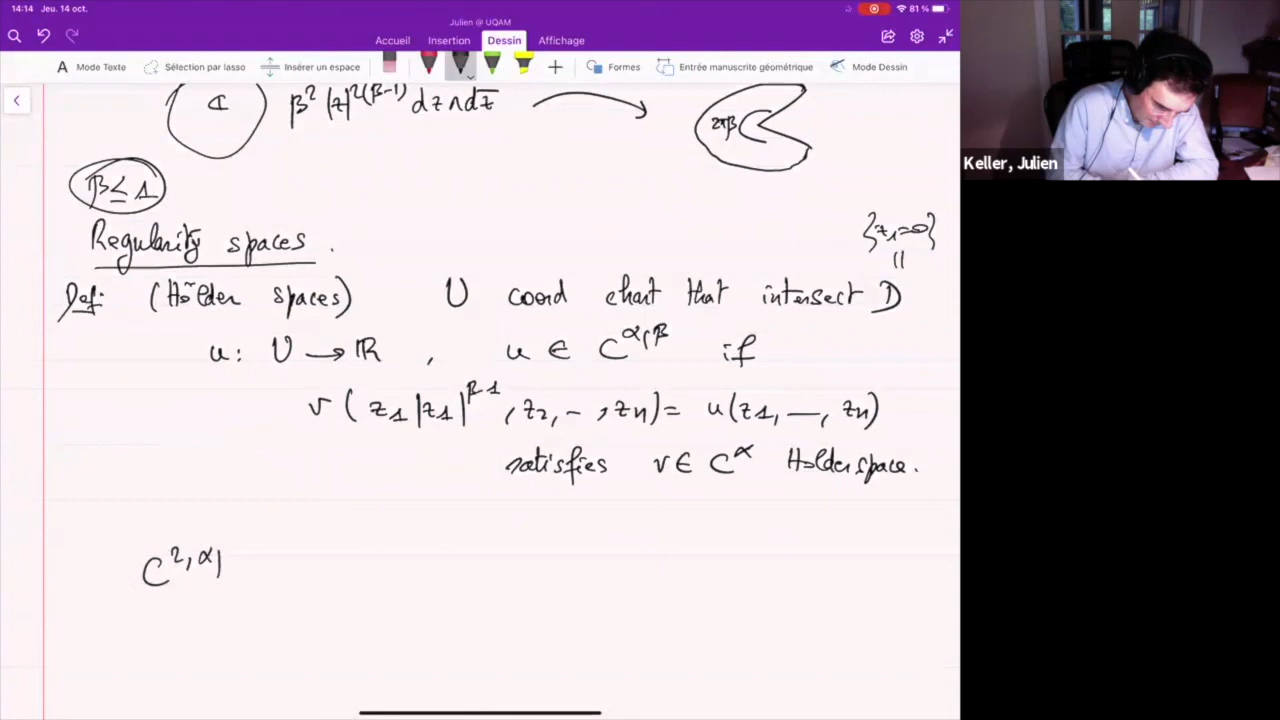 14:14 Jeu. 14 oct.
81 %
Julien @ UQAM
Accueil Insertion Dessin Affichage
Mode Texte Sélection par lasso Insérer un espace Formes Entrée manuscrite géométrique Mode Dessin
ℂ β² |z|^{2(β-1)} dz ∧ dz̄ 2πβ
β ≤ 1
Regularity spaces.
{z₁=0}
||
Def: (Hölder spaces) U coord chart that intersect D
u: U → ℝ, u ∈ C^{α,β} if
v(z₁|z₁|^{β-1}, z₂, –, zₙ) = u(z₁, —, zₙ)
satisfies v ∈ C^α Holder space.
C^{2,α,
Keller, Julien